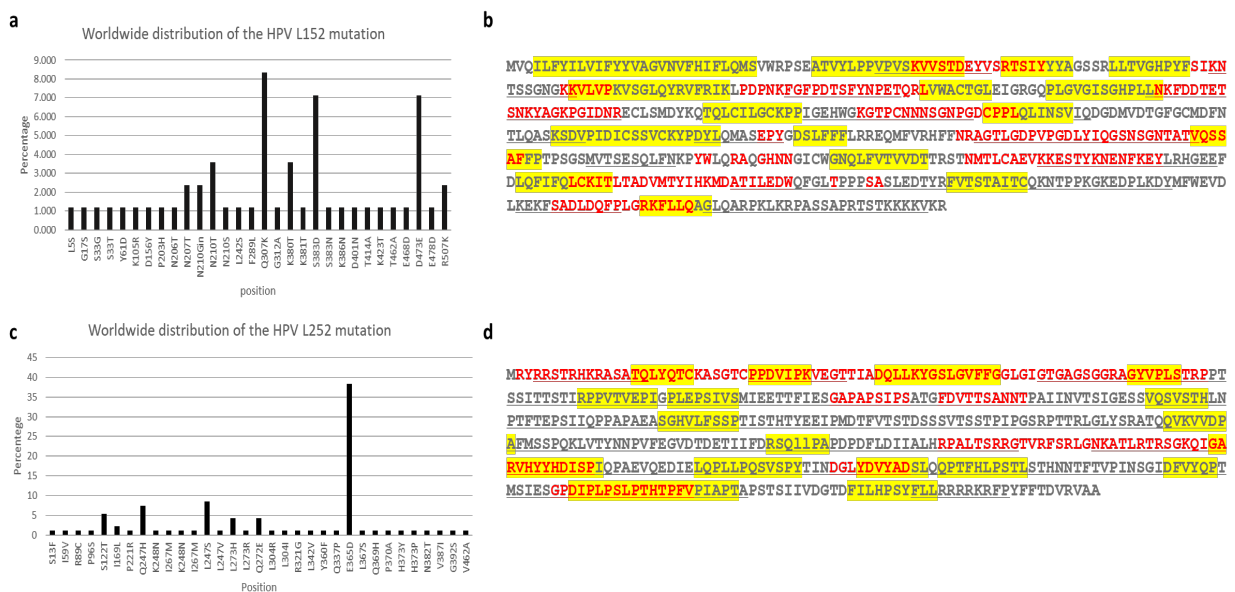 a
Worldwide distribution of the HPV L152 mutation
Percentage
9.000
8.000
7.000
6.000
5.000
4.000
3.000
2.000
1.000
0.000
L5S G17S S33G S33T Y61D K105R D156Y P203H N206T N207T N210Gin N210T N210S L242S F289L Q307K G312A K380T K381T S383D S383N K386N D401N T414A K423T T462A E468D D473E E478D R507K
position
b
MVQILFYILVIFYYVAGVNVFHIFLQMSVWRPSEATVYLPPVPVSKVVSTDEYVSRTSIYYYAGSSRLLTVGHPYFSIKN
TSSGNGKKVLVPKVSGLQYRVFRIKLPDPNKFGFPDTSFYNPETQRLVWACTGLEIGRGQPLGVGISGHPLLNKFDDTET
SNKYAGKPGIDNRECLSMDYKQTQLCILGCKPPIGEHWGKGTPCNNNSGNPGDCPPLQLINSVIQDGDMVDTGFGCMDFN
TLQASKSDVPIDICSSVCKYPDYLQMASEPYGDSLFFFLRREQMFVRHFFNRAGTLGDPVPGDLYIQGSNSGNTATVQSS
AFFPTPSGSMVTSESQLFNKPYWLQRAQGHNNGICWGNQLFVTVVDTTRSTNMTLCAEVKKESTYKNENFKEYLRHGEEF
DLQFIFQLCKITLTADVMTYIHKMDATILEDWQFGLTPPPSASLEDTYRFVTSTAITCQKNTPPKGKEDPLKDYMFWEVD
LKEKFSADLDQFPLGRKFLLQAGLQARPKLKRPASSAPRTSTKKKKVKR
c
Worldwide distribution of the HPV L252 mutation
Percentege
45
40
35
30
25
20
15
10
5
0
S13F I59V R89C P96S S122T I169L P221R Q247H K248N I267M K248N I267M L247S L247V L273H L273R Q272E L304R L304I R321G L342V Y360F Q337P E365D L367S Q369H P370A H373Y H373P N382T V387I G392S V462A
Position
d
MRYRRSTRHKRASATQLYQTCKASGTCPPDVIPKVEGTTIADQLLKYGSLGVFFGGLGIGTGAGSGGRAGYVPLSTRPPT
SSITTSTIRPPVTVEPIGPLEPSIVSMIEETTFIESGAPAPSIPSATGFDVTTSANNTPAIINVTSIGESSVQSVSTHLN
PTFTEPSIIQPPAPAEASGHVLFSSPTISTHTYEEIPMDTFVTSTDSSSVTSSTPIPGSRPTTRLGLYSRATQQVKVVDP
AFMSSPQKLVTYNNPVFEGVDTDETIIFDRSQllPAPDPDFLDIIALHRPALTSRRGTVRFSRLGNKATLRTRSGKQIGA
RVHYYHDISPIQPAEVQEDIELQPLLPQSVSPYTINDGLYDVYADSLQQPTFHLPSTLSTHNNTFTVPINSGIDFVYQPT
MSIESGPDIPLPSLPTHTPFVPIAPTAPSTSIIVDGTDFILHPSYFLLRRRRKRFPYFFTDVRVAA